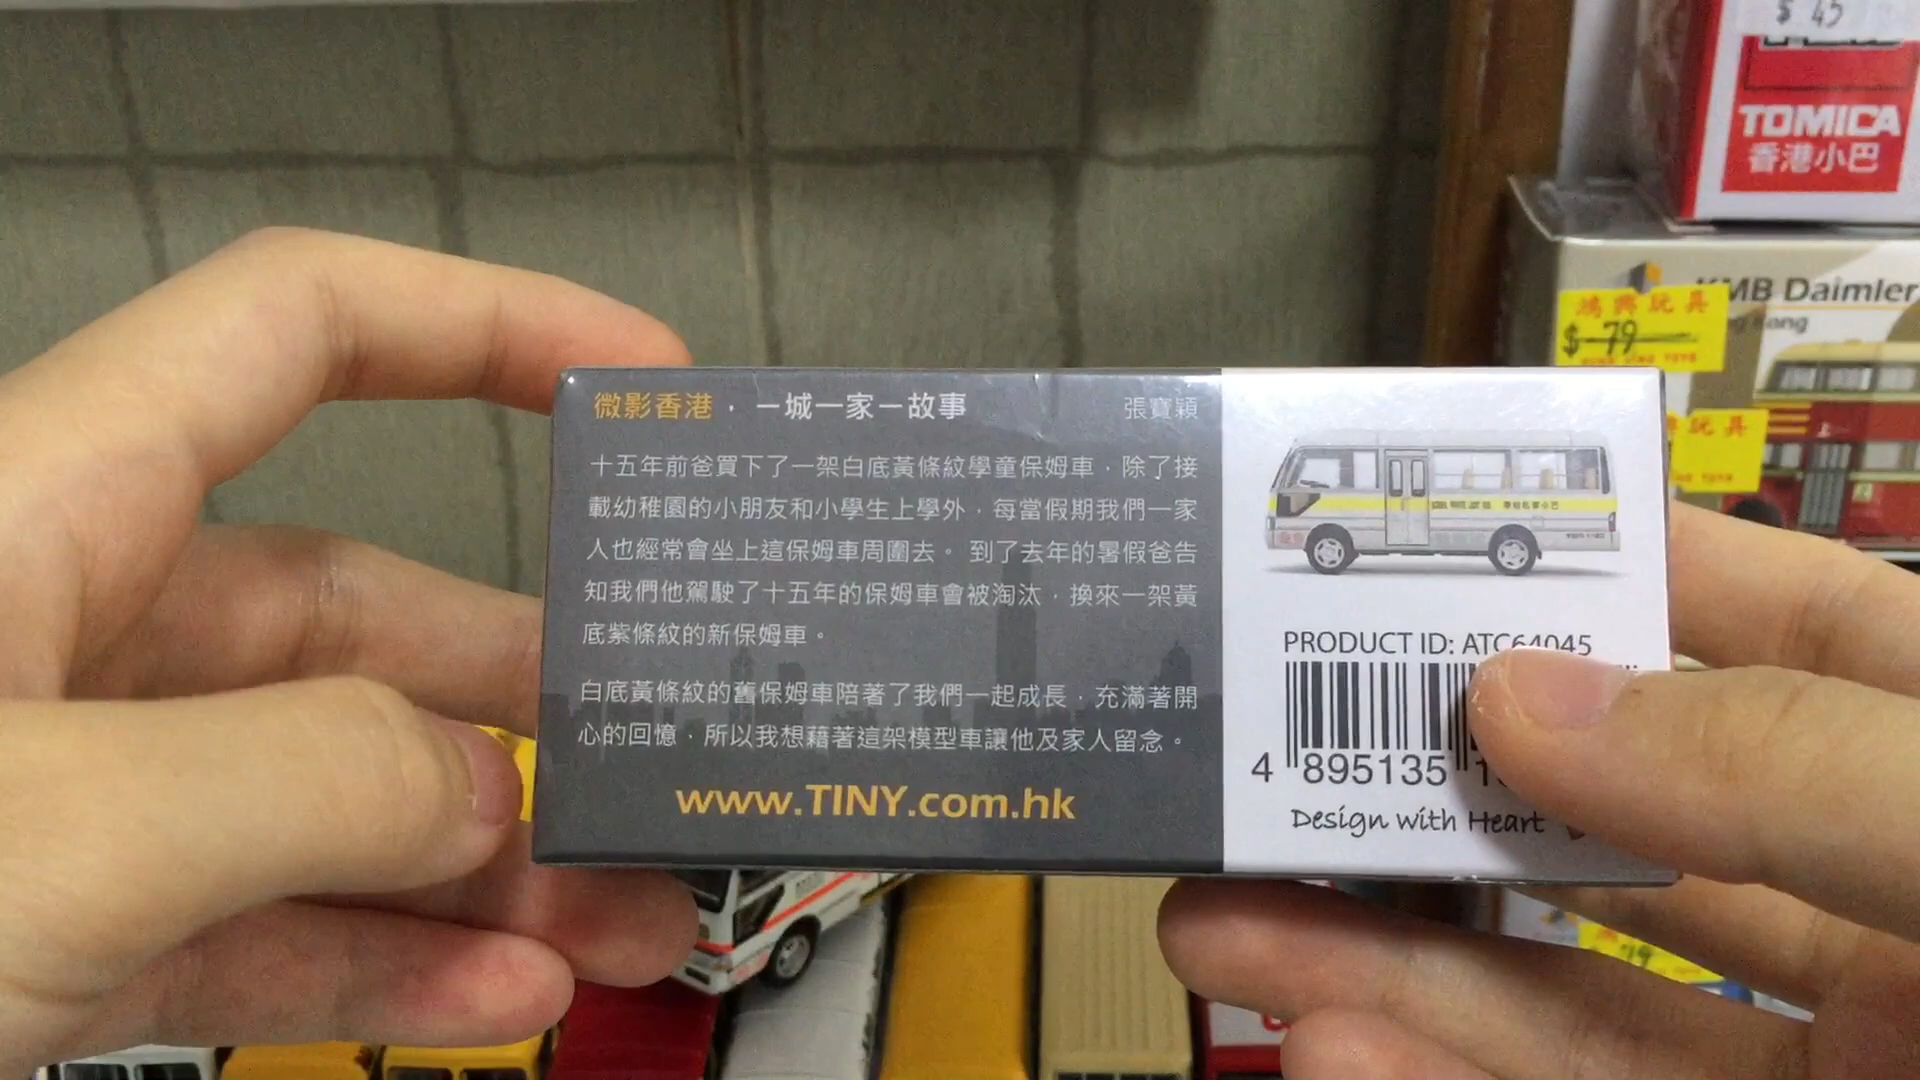 $ 45
TOMICA
香港小巴
KMB Daimler
鴻興玩具
$ 79
玩具
微影香港，一城一家一故事
張寶穎
十五年前爸買下了一架白底黃條紋學童保姆車，除了接
載幼稚園的小朋友和小學生上學外，每當假期我們一家
人也經常會坐上這保姆車周圍去。到了去年的暑假爸告
知我們他駕駛了十五年的保姆車會被淘汰，換來一架黃
底紫條紋的新保姆車。
白底黃條紋的舊保姆車陪著了我們一起成長，充滿著開
心的回憶，所以我想藉著這架模型車讓他及家人留念。
www.TINY.com.hk
PRODUCT ID: ATC64045
4 895135
Design with Heart